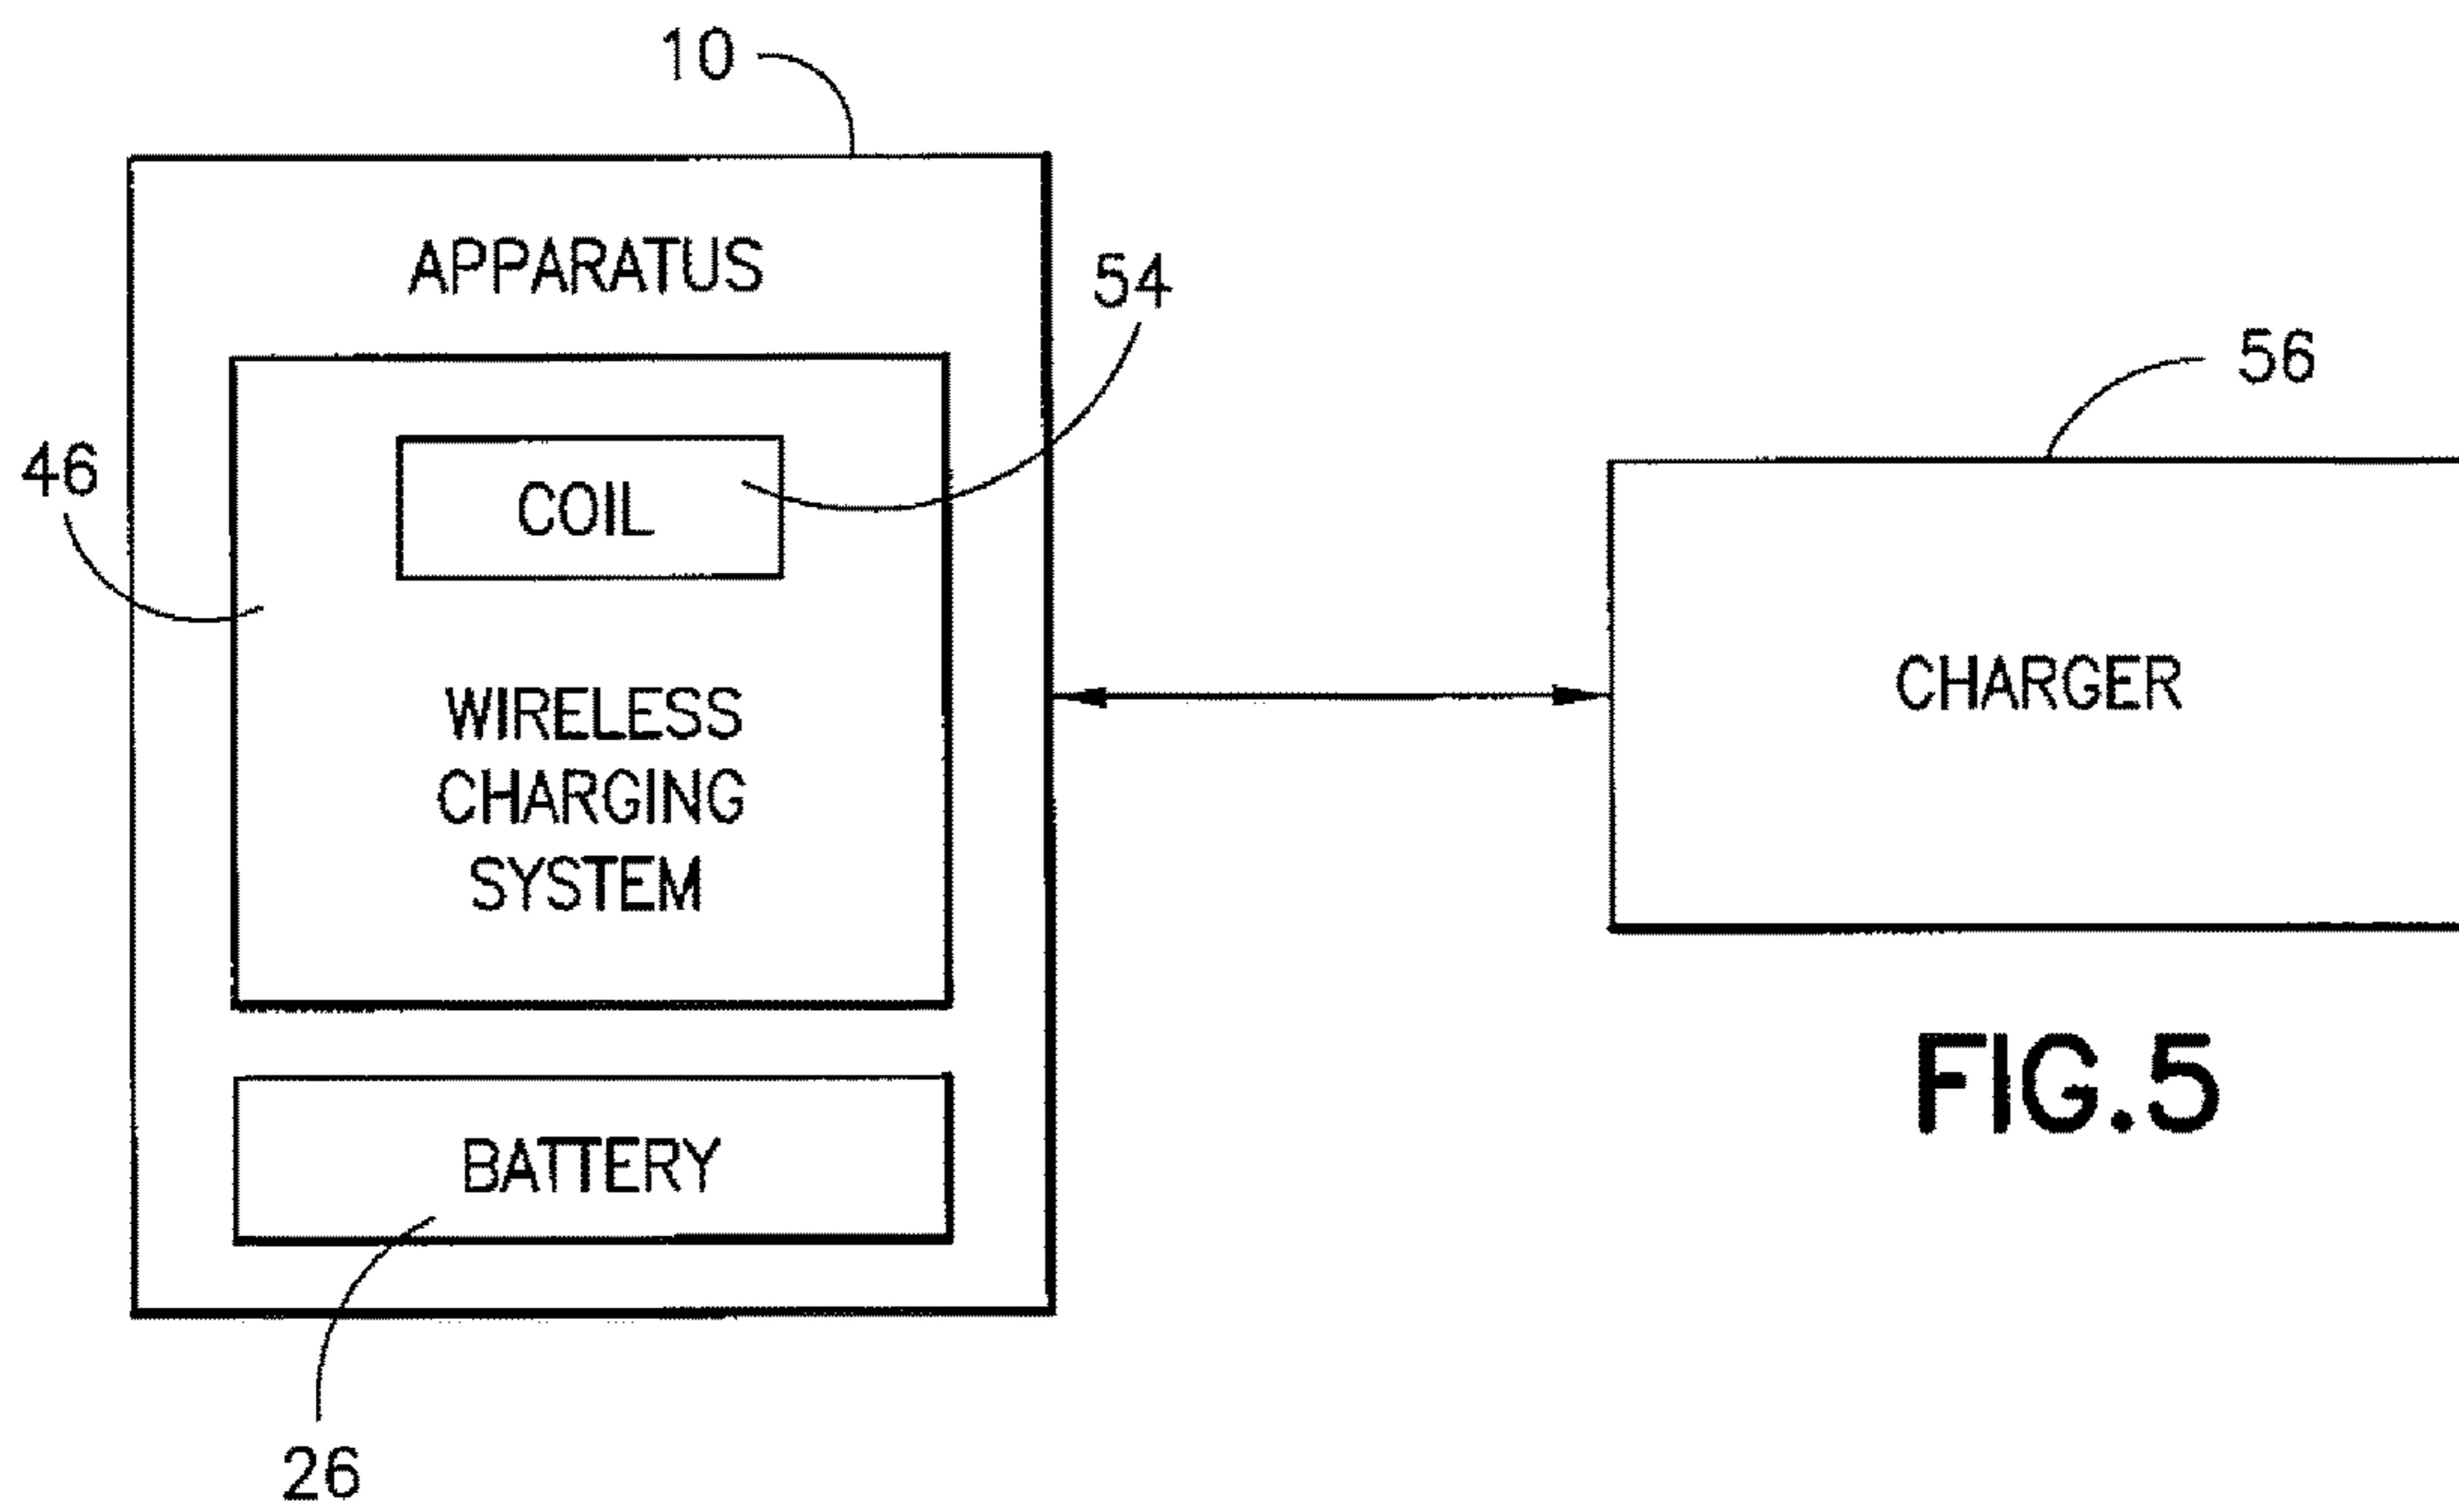 10
APPARATUS
54
COIL
46
WIRELESS
CHARGING
SYSTEM
BATTERY
26
56
CHARGER
FIG.5